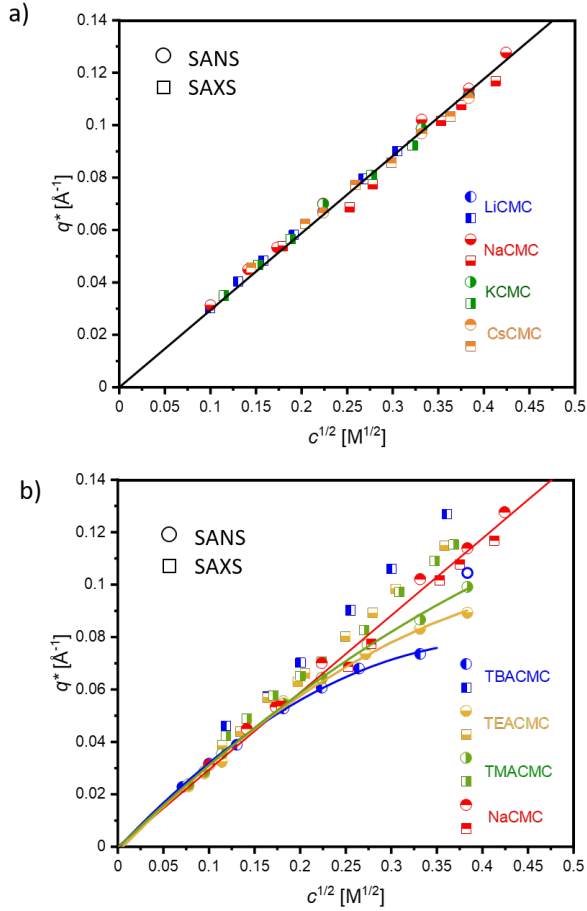 a)
0.14
0.12
0.1
0.08
0.06
0.04
0.02
0
q* [Å-1]
SANS
SAXS
LiCMC
NaCMC
KCMC
CsCMC
0 0.05 0.1 0.15 0.2 0.25 0.3 0.35 0.4 0.45 0.5
c1/2 [M1/2]
b)
0.14
0.12
0.1
0.08
0.06
0.04
0.02
0
q* [Å-1]
SANS
SAXS
TBACMC
TEACMC
TMACMC
NaCMC
0 0.05 0.1 0.15 0.2 0.25 0.3 0.35 0.4 0.45 0.5
c1/2 [M1/2]